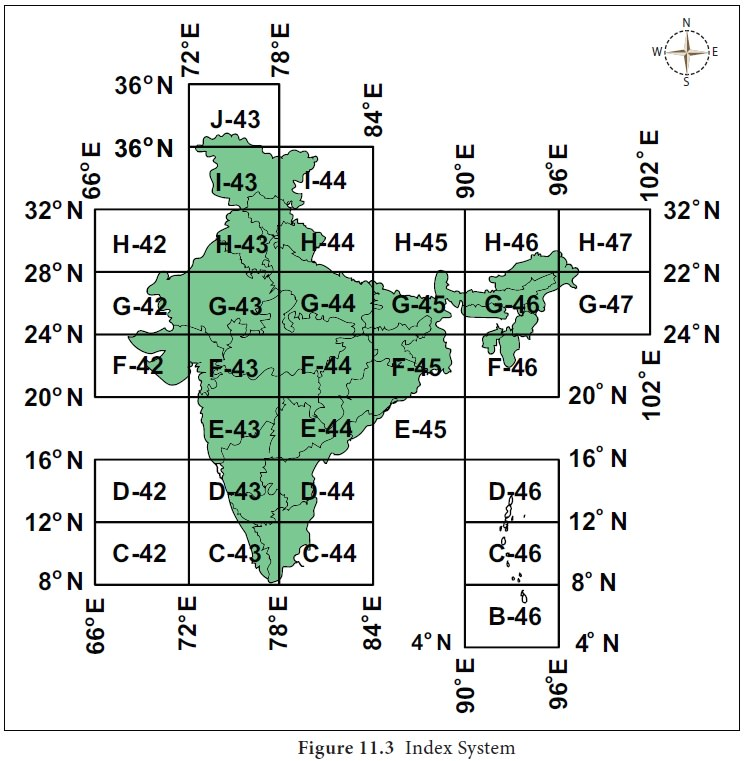 N
W E
S
72°E 78°E
36°N
84°E
J-43
36°N
66°E 90°E 96°E 102°E
I-43 I-44
32°N 32°N
H-42 H-43 H-44 H-45 H-46 H-47
28°N 22°N
G-42 G-43 G-44 G-45 G-46 G-47
24°N 24°N
F-42 F-43 F-44 F-45 F-46
102°E
20°N 20°N
E-43 E-44 E-45
16°N 16°N
D-42 D-43 D-44 D-46
12°N 12°N
C-42 C-43 C-44 C-46
8°N 8°N
B-46
66°E 72°E 78°E 84°E
4°N 4°N
90°E 96°E
Figure 11.3 Index System